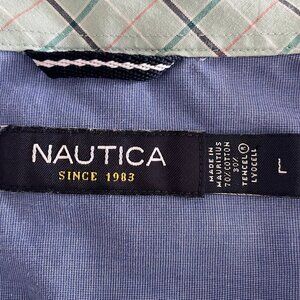 NAUTICA
SINCE 1983
MADE IN
MAURITIUS
70%COTTON
30%
TENCEL®
LYOCELL
L